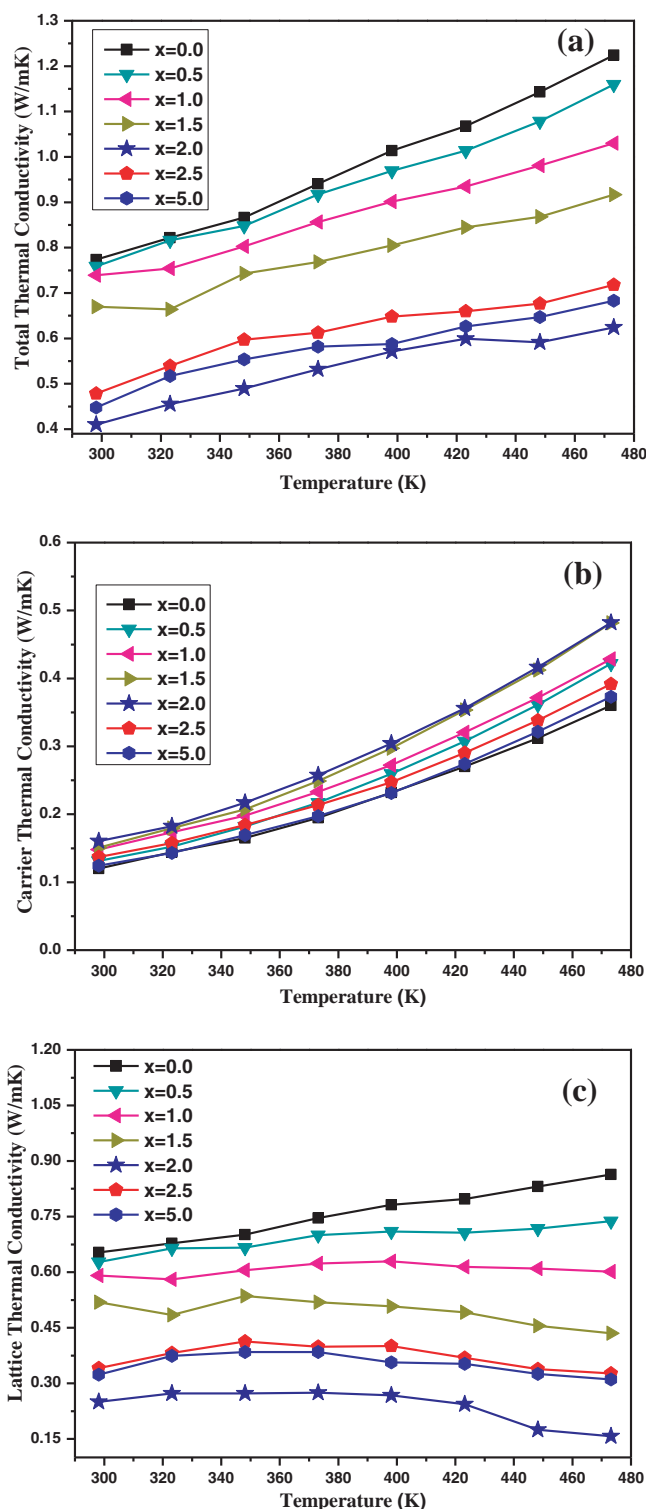 (a)
x=0.0
x=0.5
x=1.0
x=1.5
x=2.0
x=2.5
x=5.0
Total Thermal Conductivity (W/mK)
1.3
1.2
1.1
1.0
0.9
0.8
0.7
0.6
0.5
0.4
300 320 340 360 380 400 420 440 460 480
Temperature (K)
(b)
x=0.0
x=0.5
x=1.0
x=1.5
x=2.0
x=2.5
x=5.0
Carrier Thermal Conductivity (W/mK)
0.6
0.5
0.4
0.3
0.2
0.1
0.0
300 320 340 360 380 400 420 440 460 480
Temperature (K)
(c)
x=0.0
x=0.5
x=1.0
x=1.5
x=2.0
x=2.5
x=5.0
Lattice Thermal Conductivity (W/mK)
1.20
1.05
0.90
0.75
0.60
0.45
0.30
0.15
300 320 340 360 380 400 420 440 460 480
Temperature (K)